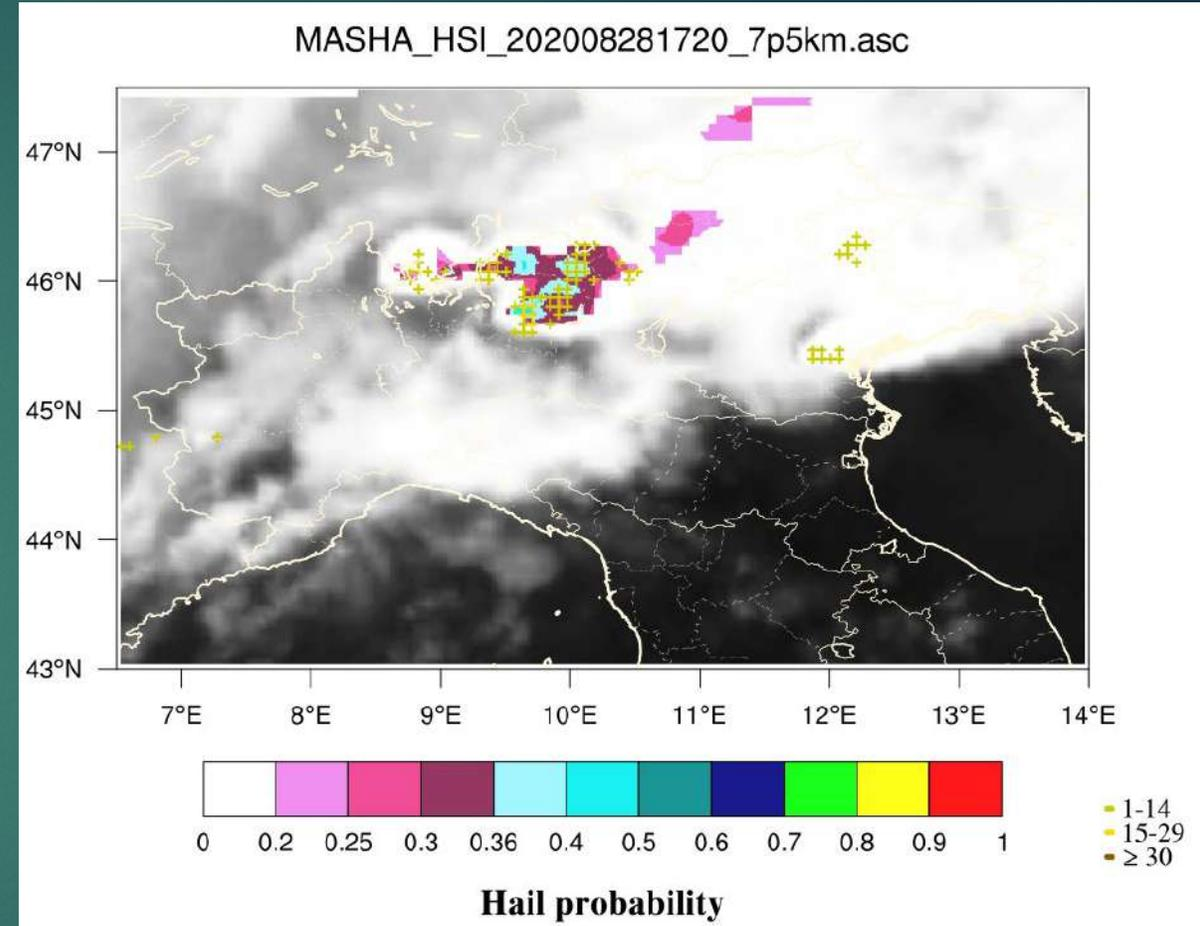 MASHA_HSI_202008281720_7p5km.asc
47°N
46°N
45°N
44°N
43°N
7°E 8°E 9°E 10°E 11°E 12°E 13°E 14°E
0 0.2 0.25 0.3 0.36 0.4 0.5 0.6 0.7 0.8 0.9 1
1-14
15-29
≥ 30
Hail probability